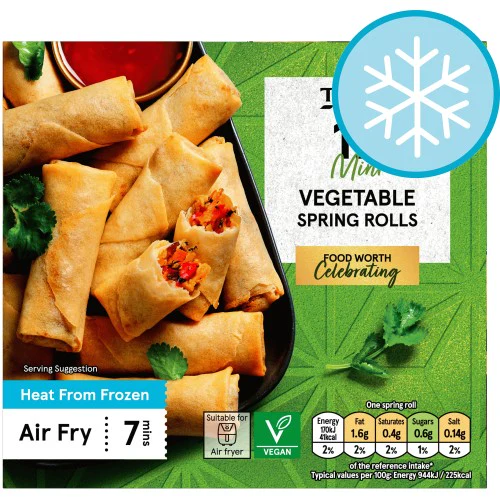 Mini
VEGETABLE
SPRING ROLLS
FOOD WORTH
Celebrating
Serving Suggestion
Heat From Frozen
Air Fry 7 mins
Suitable for
Air fryer
V
VEGAN
One spring roll
Energy 170kJ 41kcal 2%
Fat 1.6g 2%
Saturates 0.4g 2%
Sugars 0.6g 1%
Salt 0.14g 2%
of the reference intake*
Typical values per 100g: Energy 944kJ / 225kcal